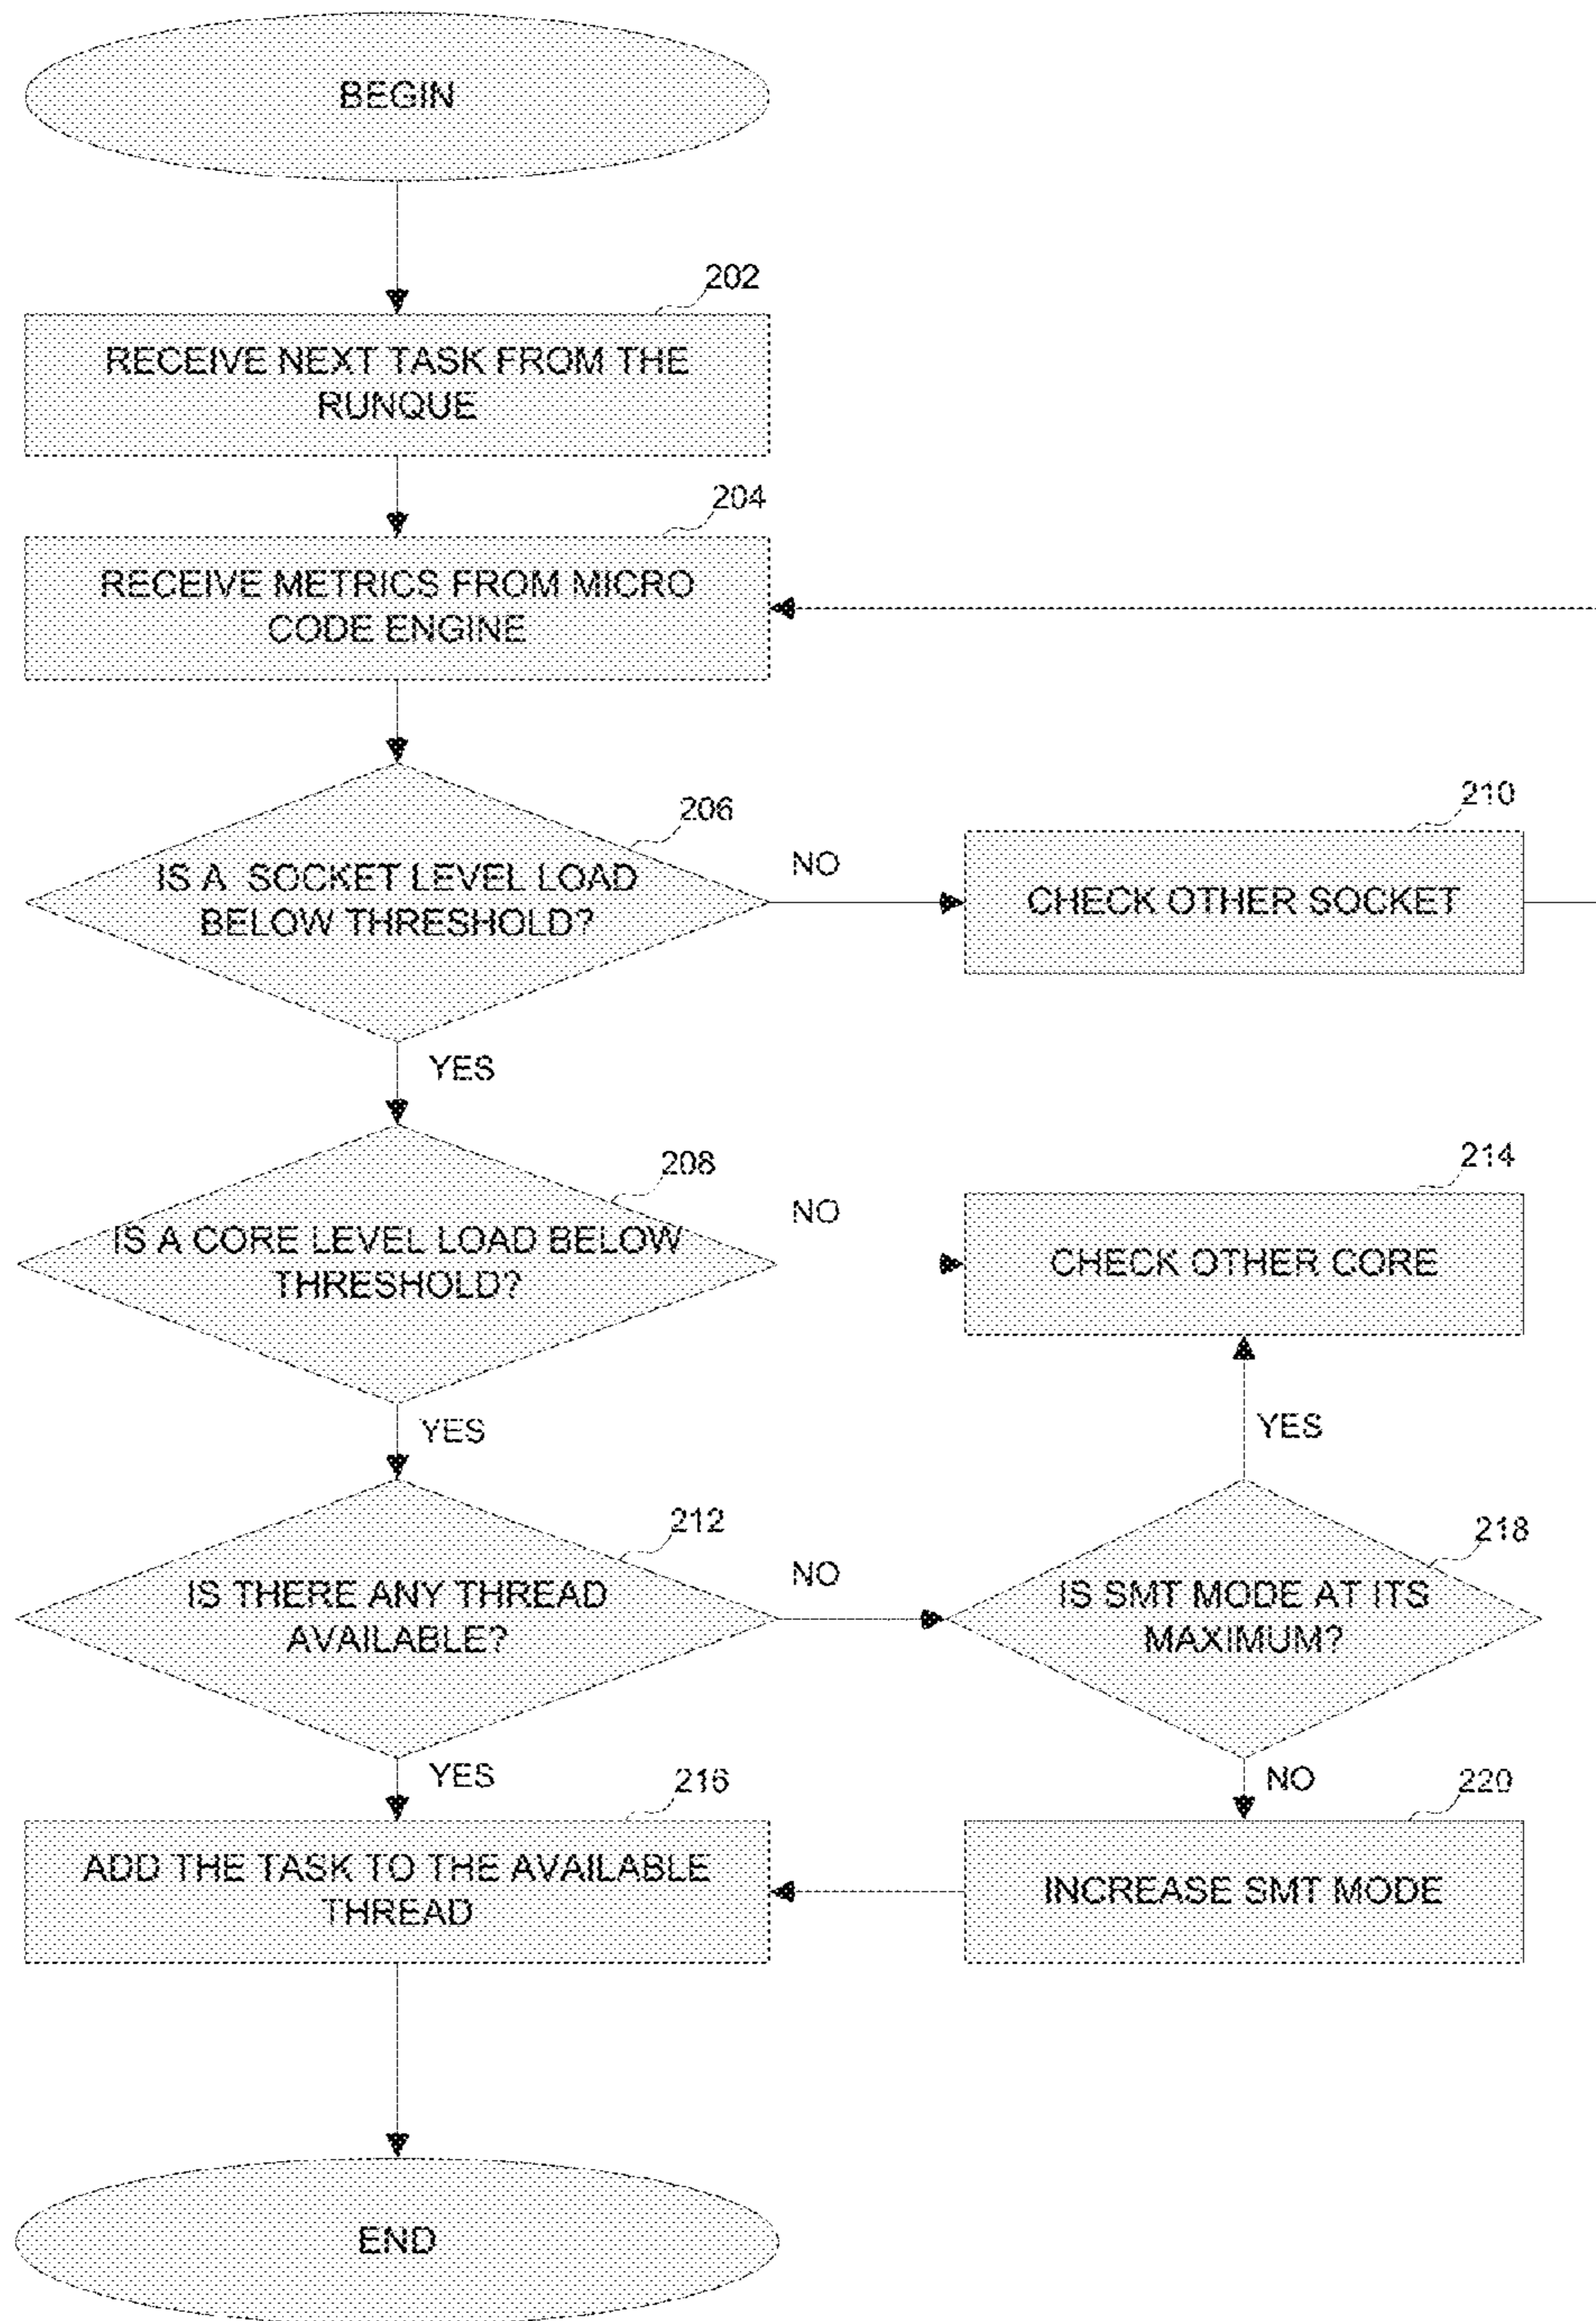 BEGIN
202
RECEIVE NEXT TASK FROM THE
RUNQUE
204
RECEIVE METRICS FROM MICRO
CODE ENGINE
206
IS A SOCKET LEVEL LOAD
BELOW THRESHOLD?
NO
210
CHECK OTHER SOCKET
YES
208
IS A CORE LEVEL LOAD BELOW
THRESHOLD?
NO
214
CHECK OTHER CORE
YES
YES
212
IS THERE ANY THREAD
AVAILABLE?
NO
218
IS SMT MODE AT ITS
MAXIMUM?
YES
NO
216
ADD THE TASK TO THE AVAILABLE
THREAD
220
INCREASE SMT MODE
END